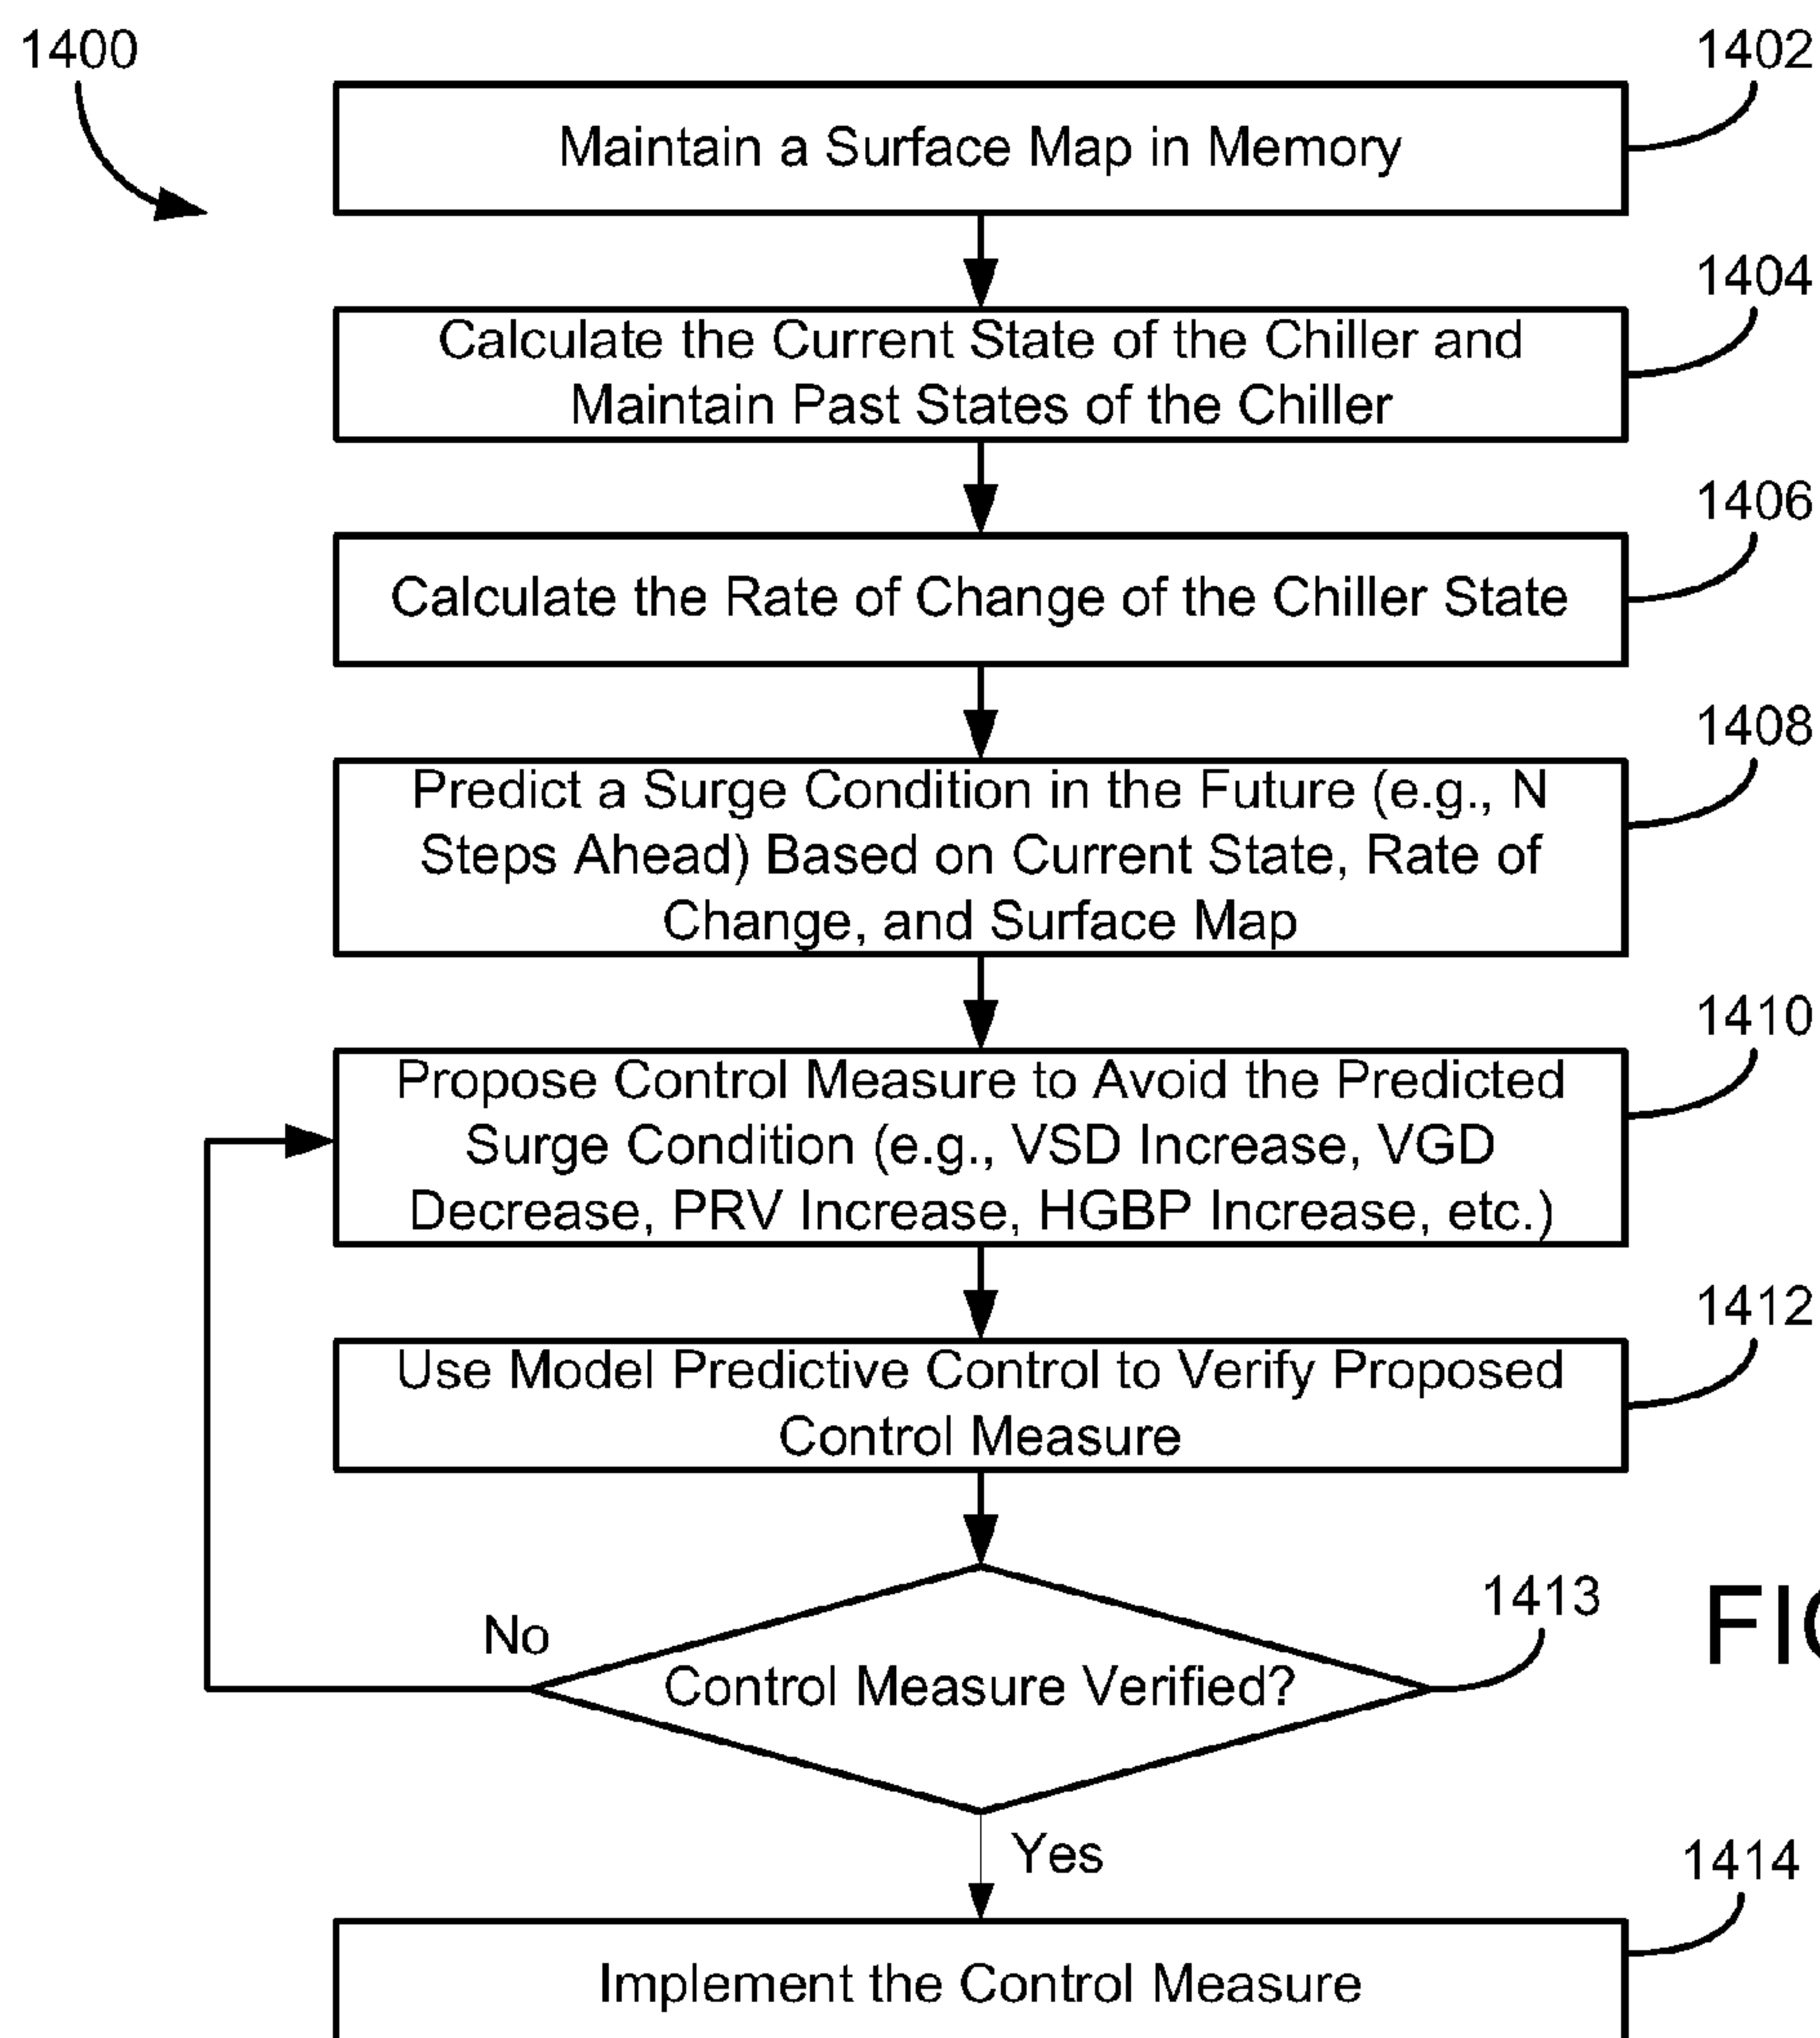 1400
1402
Maintain a Surface Map in Memory
1404
Calculate the Current State of the Chiller and
Maintain Past States of the Chiller
1406
Calculate the Rate of Change of the Chiller State
1408
Predict a Surge Condition in the Future (e.g., N
Steps Ahead) Based on Current State, Rate of
Change, and Surface Map
1410
Propose Control Measure to Avoid the Predicted
Surge Condition (e.g., VSD Increase, VGD
Decrease, PRV Increase, HGBP Increase, etc.)
1412
Use Model Predictive Control to Verify Proposed
Control Measure
1413
No
Control Measure Verified?
Yes
1414
Implement the Control Measure